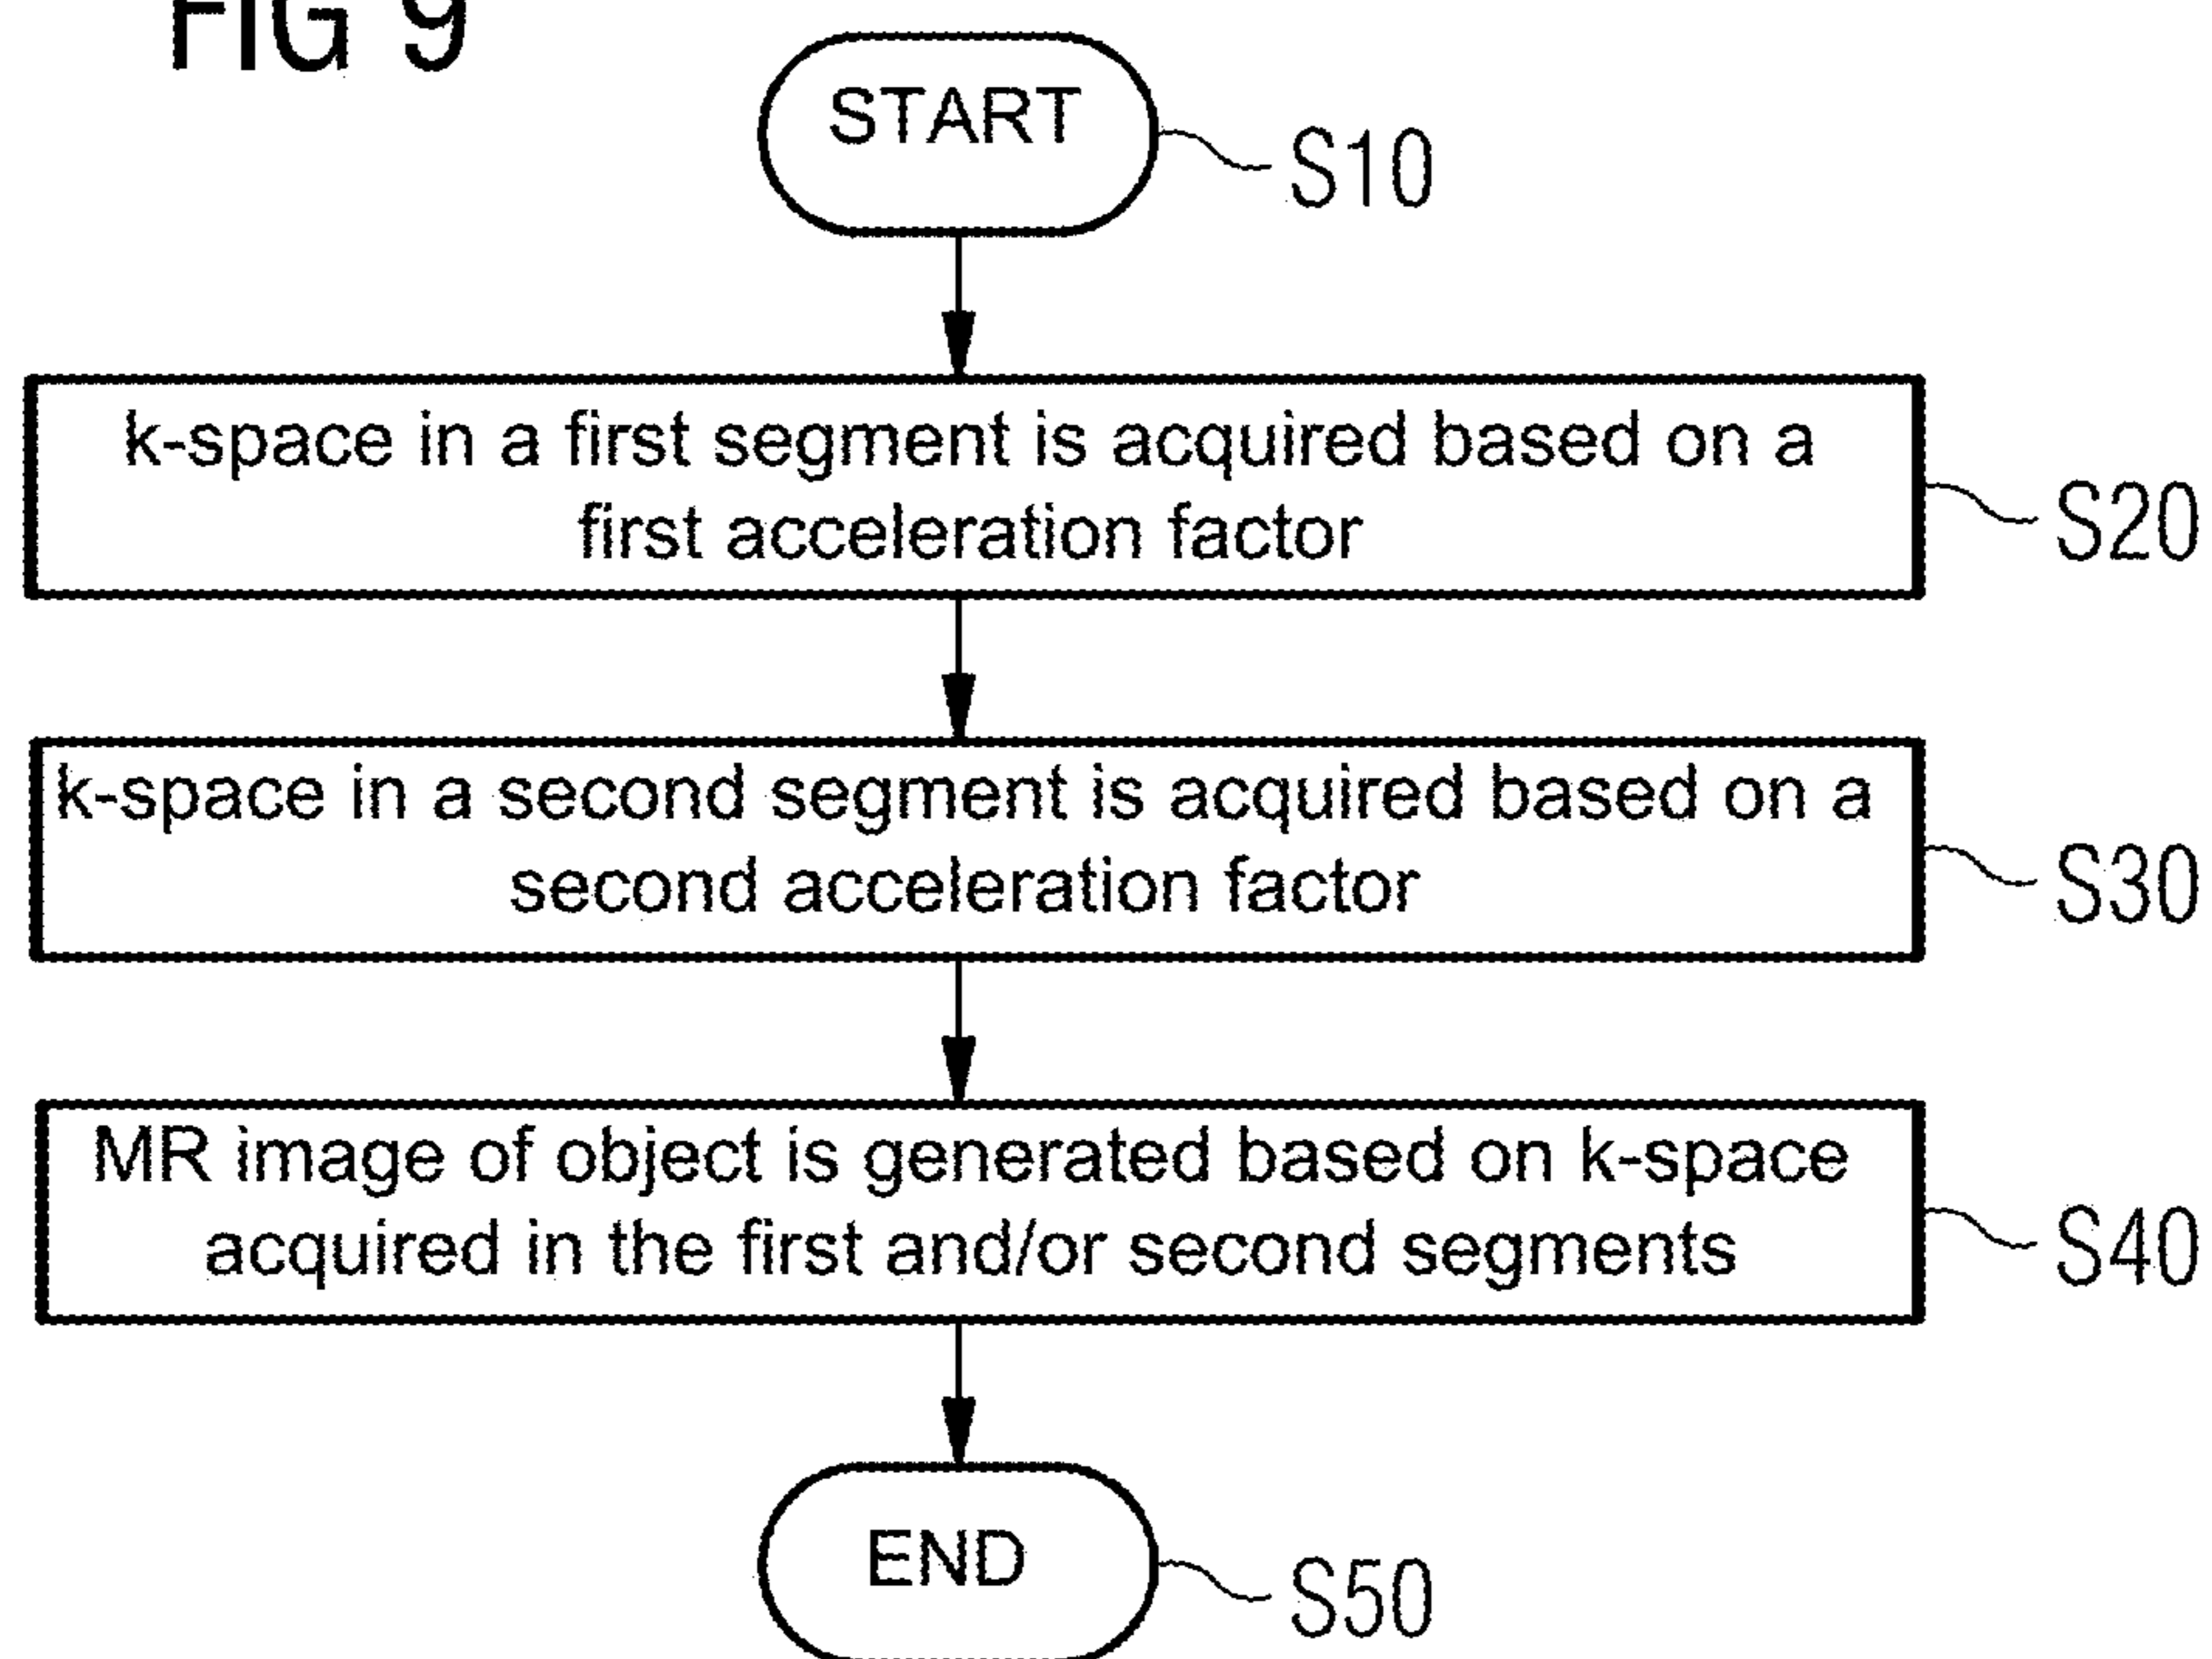 FIG 9
START
S10
k-space in a first segment is acquired based on a
first acceleration factor
S20
k-space in a second segment is acquired based on a
second acceleration factor
S30
MR image of object is generated based on k-space
acquired in the first and/or second segments
S40
END
S50